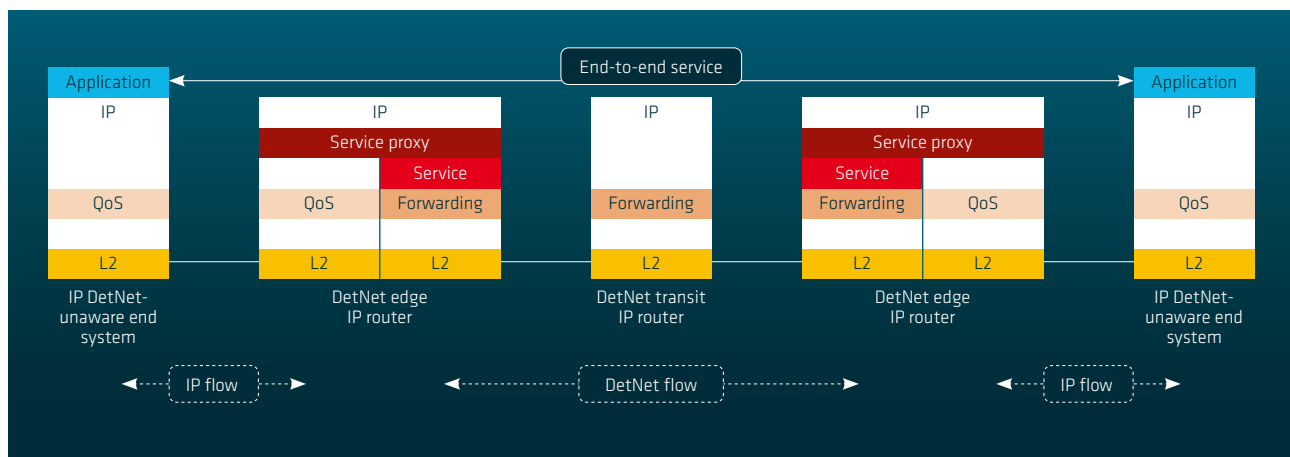 End-to-end service
Application
Application
IP
IP
IP
IP
IP
Service proxy
Service proxy
Service
Service
QoS
QoS
Forwarding
Forwarding
Forwarding
QoS
QoS
L2
L2
L2
L2
L2
L2
L2
IP DetNet-
unaware end
system
DetNet edge
IP router
DetNet transit
IP router
DetNet edge
IP router
IP DetNet-
unaware end
system
IP flow
DetNet flow
IP flow